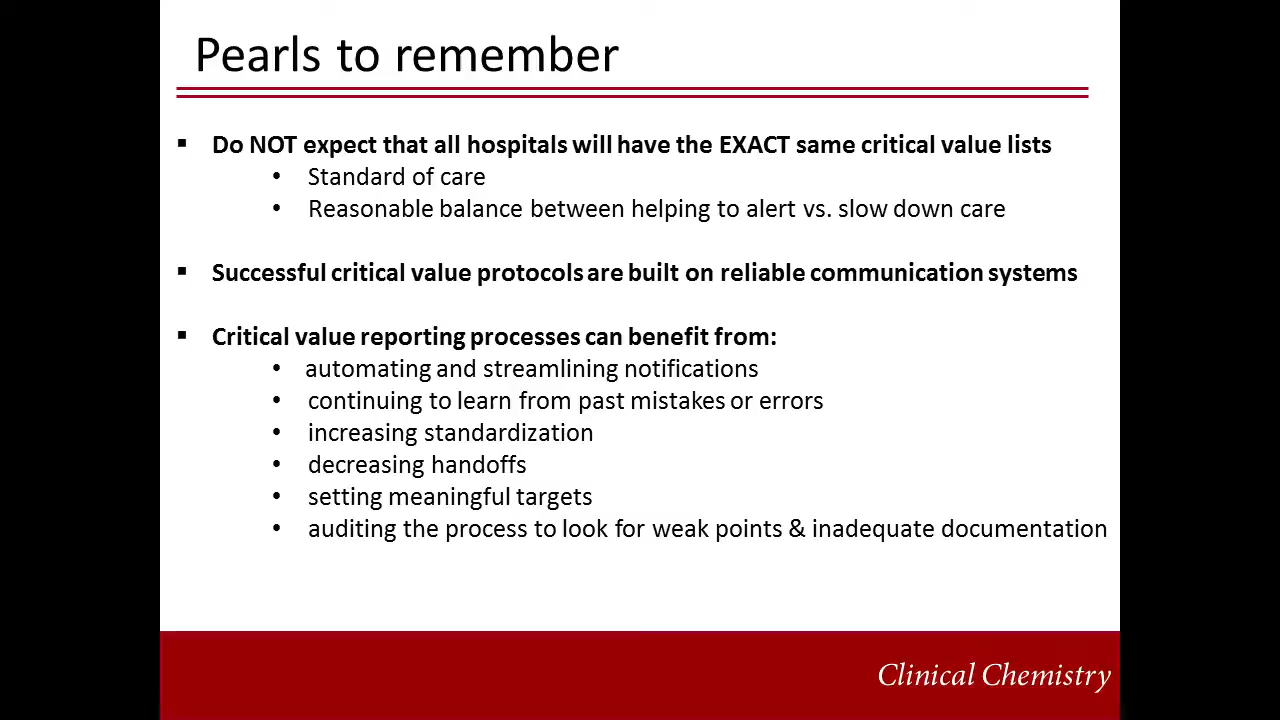 Pearls to remember
▪ Do NOT expect that all hospitals will have the EXACT same critical value lists
• Standard of care
• Reasonable balance between helping to alert vs. slow down care
▪ Successful critical value protocols are built on reliable communication systems
▪ Critical value reporting processes can benefit from:
• automating and streamlining notifications
• continuing to learn from past mistakes or errors
• increasing standardization
• decreasing handoffs
• setting meaningful targets
• auditing the process to look for weak points & inadequate documentation
Clinical Chemistry